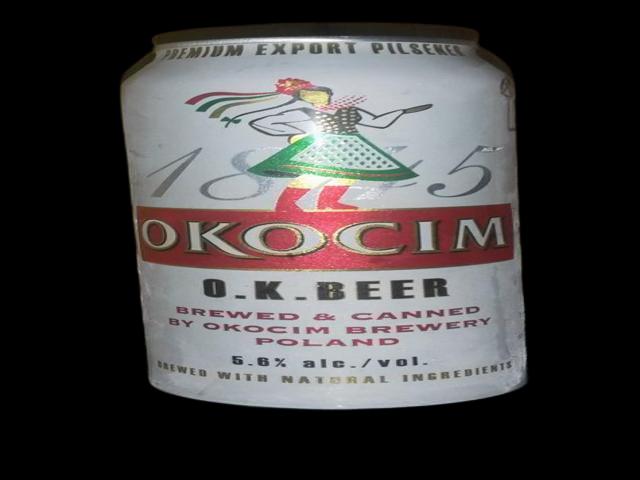 PREMIUM EXPORT PILSENER
1845
OKOCIM
O.K. BEER
BREWED & CANNED
BY OKOCIM BREWERY
POLAND
5.6% alc./vol.
BREWED WITH NATURAL INGREDIENTS